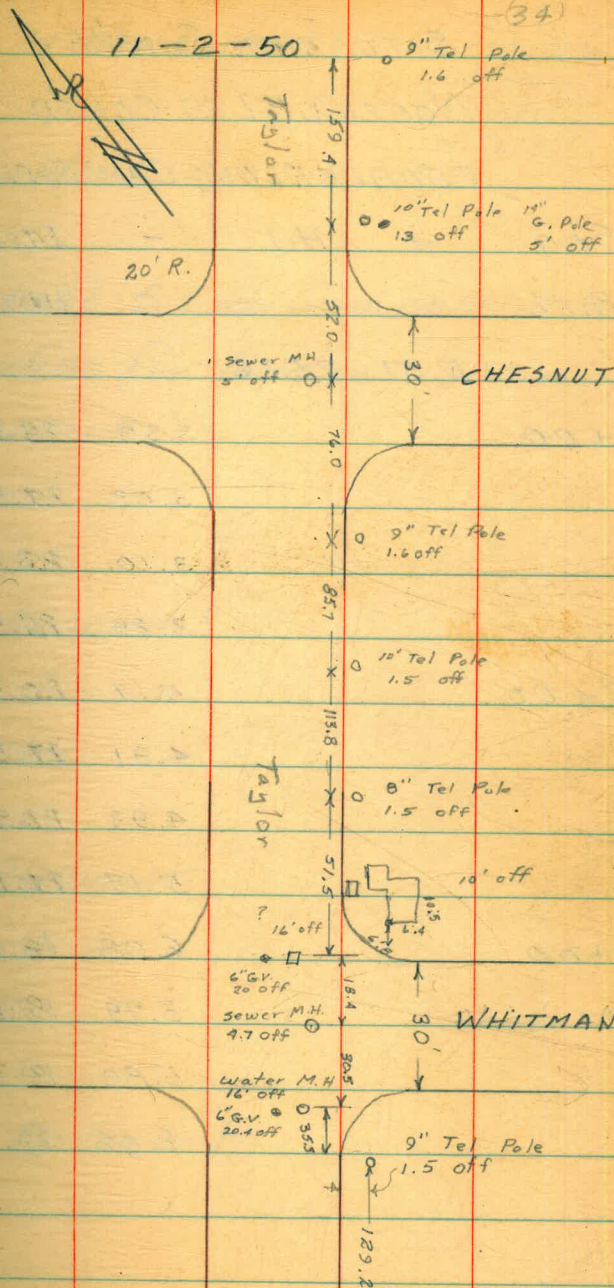 (34)
11-2-50
9" Tel Pole
1.6 off
Taylor
159.4
10" Tel Pole
13 off
14"
G. Pole
5' off
20' R.
52.0
Sewer MH
5' off
30'
CHESNUT
76.0
9" Tel Pole
1.6 off
85.1
10" Tel Pole
1.5 off
113.8
Taylor
8" Tel Pole
1.5 off
51.5
10' off
10.5
6.4
?
16' off
6" G.V.
20 off
18.4
Sewer M.H.
4.7 off
30'
WHITMAN
30.5
Water M.H
16' off
6" G.V.
20.4 off
35.3
9" Tel Pole
1.5 off
129.2